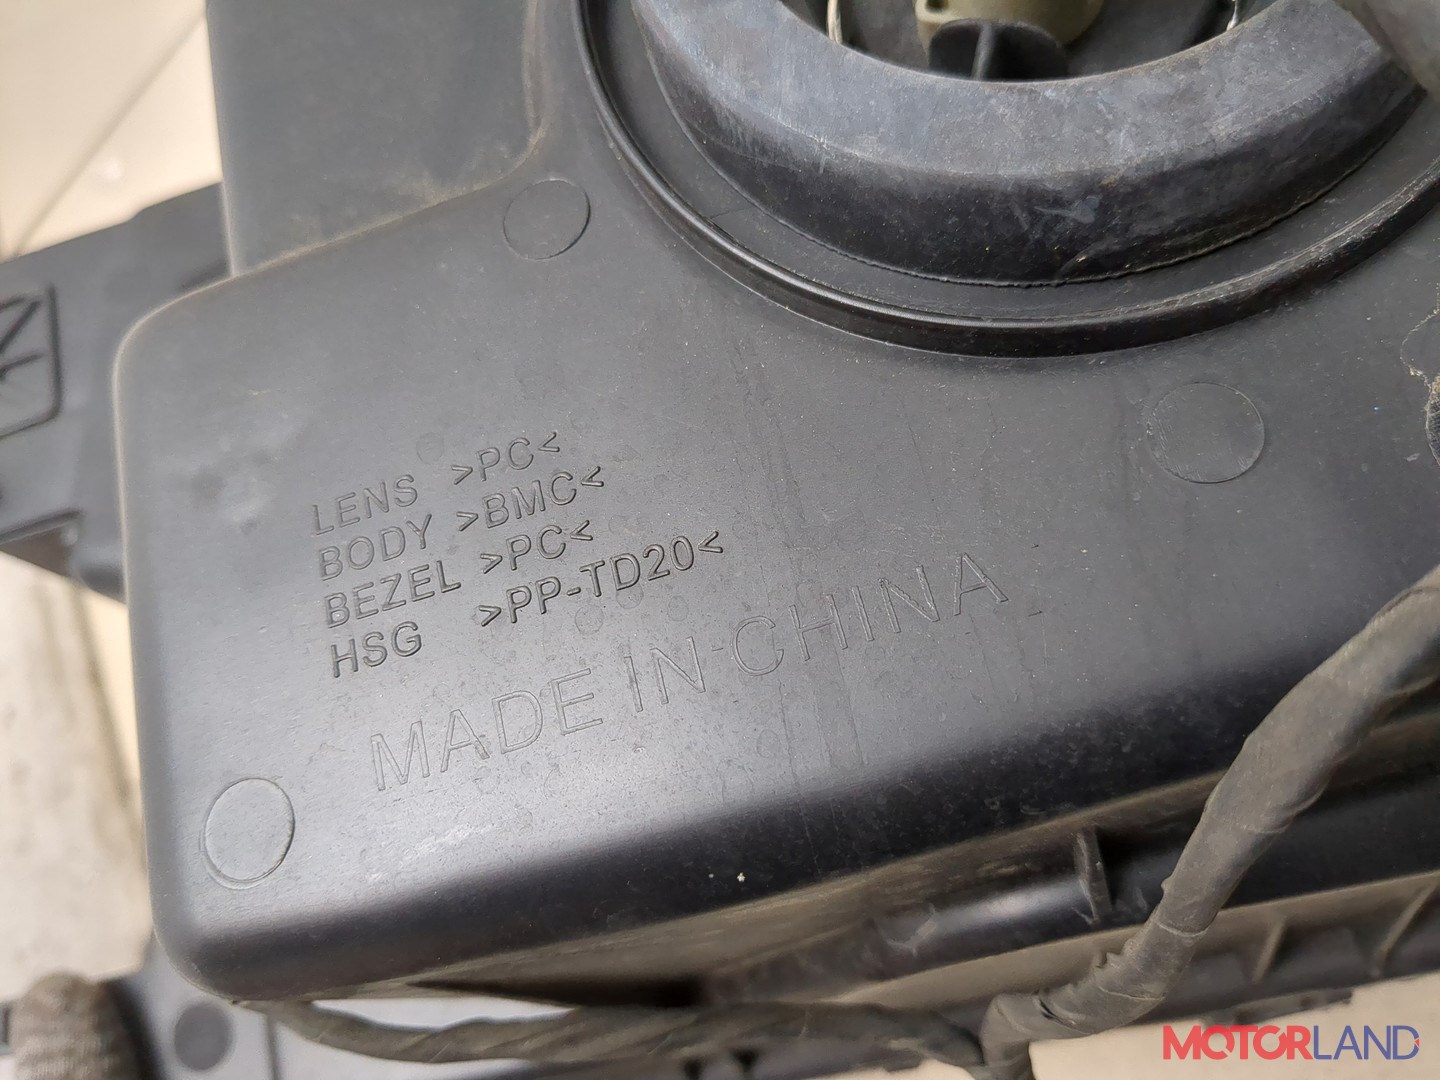 LENS >PC<
BODY >BMC<
BEZEL >PC<
HSG >PP-TD20<
MADE IN CHINA
MOTORLAND